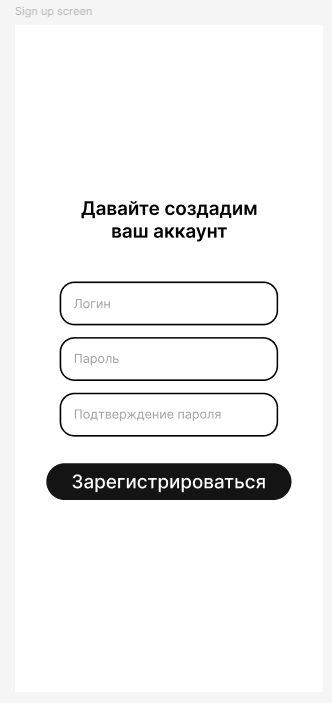 Sign up screen
Давайте создадим
ваш аккаунт
Логин
Пароль
Подтверждение пароля
Зарегистрироваться